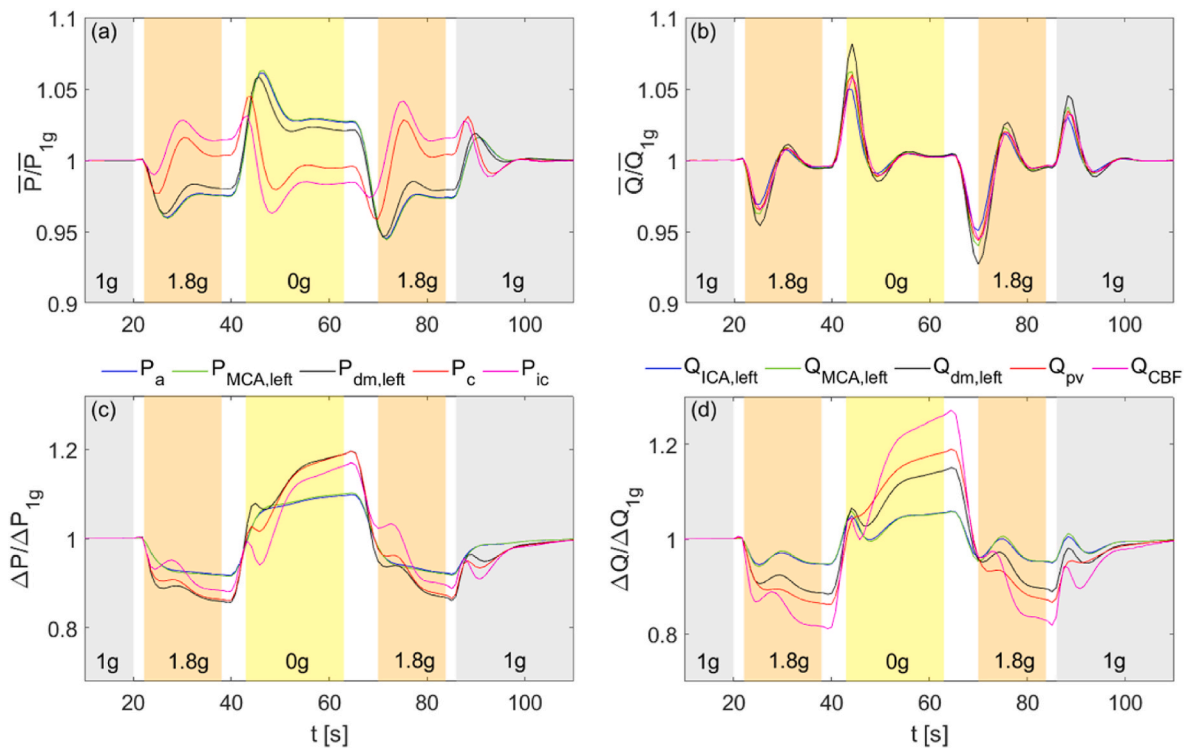 (a)
1.1
1.05
1
0.95
0.9
P/P1g
1g 1.8g 0g 1.8g 1g
20 40 60 80 100
(b)
1.1
1.05
1
0.95
0.9
Q/Q1g
1g 1.8g 0g 1.8g 1g
20 40 60 80 100
Pa PMCA,left Pdm,left Pc Pic
QICA,left QMCA,left Qdm,left Qpv QCBF
(c)
1.2
1
0.8
ΔP/ΔP1g
1g 1.8g 0g 1.8g 1g
20 40 60 80 100
t [s]
(d)
1.2
1
0.8
ΔQ/ΔQ1g
1g 1.8g 0g 1.8g 1g
20 40 60 80 100
t [s]